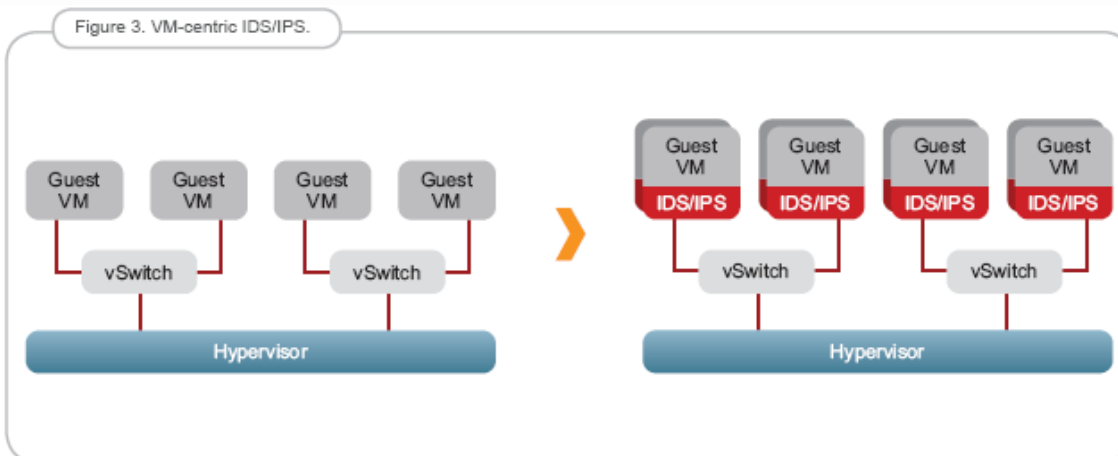 Figure 3. VM-centric IDS/IPS.
Guest
VM
Guest
VM
Guest
VM
Guest
VM
vSwitch
vSwitch
Hypervisor
Guest
VM
IDS/IPS
Guest
VM
IDS/IPS
Guest
VM
IDS/IPS
Guest
VM
IDS/IPS
vSwitch
vSwitch
Hypervisor